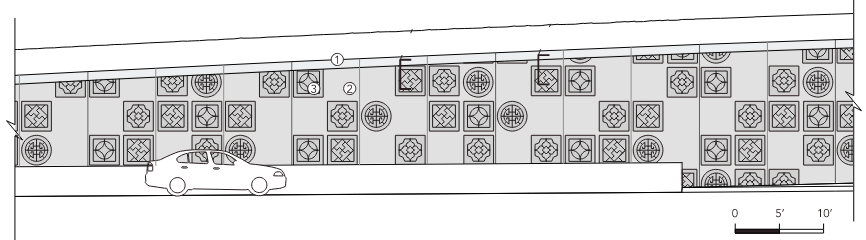 ①
③ ②
0 5’ 10’